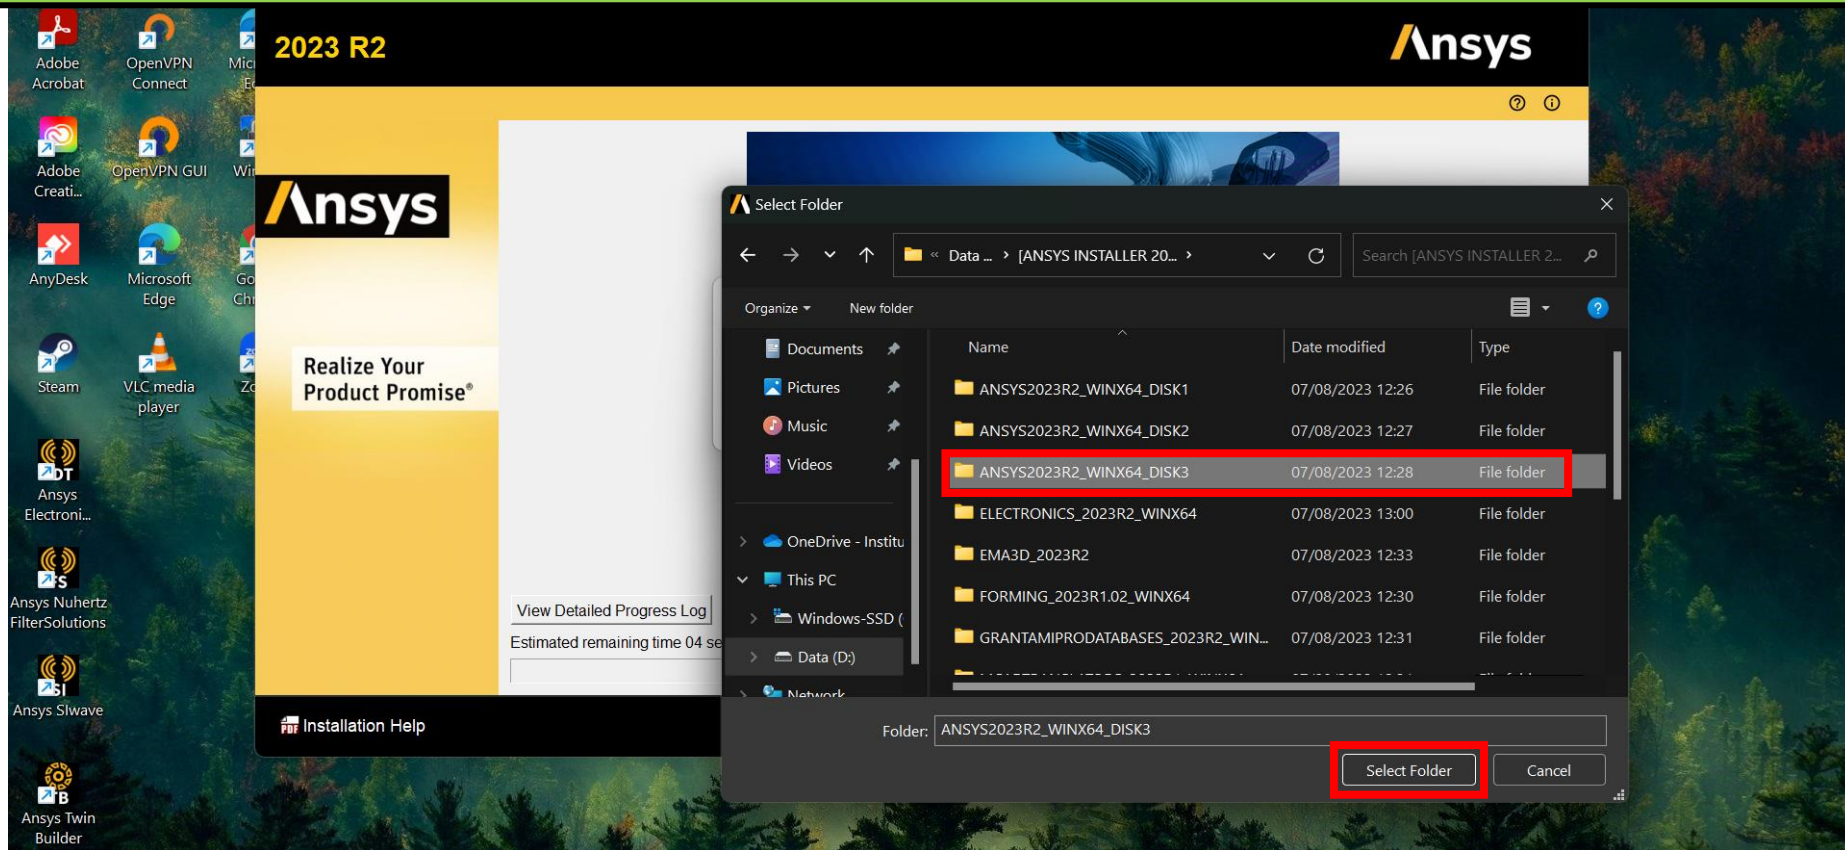 Adobe
Acrobat
OpenVPN
Connect
Adobe
Creati...
OpenVPN GUI
AnyDesk
Microsoft
Edge
Steam
VLC media
player
DT
Ansys
Electroni...
FS
Ansys Nuhertz
FilterSolutions
SI
Ansys SIwave
TB
Ansys Twin
Builder
2023 R2
Ansys
Ansys
Realize Your
Product Promise®
View Detailed Progress Log
Estimated remaining time 04 se
PDF Installation Help
Select Folder
« Data ... › [ANSYS INSTALLER 20... ›
Search [ANSYS INSTALLER 2...
Organize
New folder
Documents
Pictures
Music
Videos
OneDrive - Institu
This PC
Windows-SSD (
Data (D:)
Network
Name Date modified Type
ANSYS2023R2_WINX64_DISK1 07/08/2023 12:26 File folder
ANSYS2023R2_WINX64_DISK2 07/08/2023 12:27 File folder
ANSYS2023R2_WINX64_DISK3 07/08/2023 12:28 File folder
ELECTRONICS_2023R2_WINX64 07/08/2023 13:00 File folder
EMA3D_2023R2 07/08/2023 12:33 File folder
FORMING_2023R1.02_WINX64 07/08/2023 12:30 File folder
GRANTAMIPRODATABASES_2023R2_WIN... 07/08/2023 12:31 File folder
Folder: ANSYS2023R2_WINX64_DISK3
Select Folder
Cancel